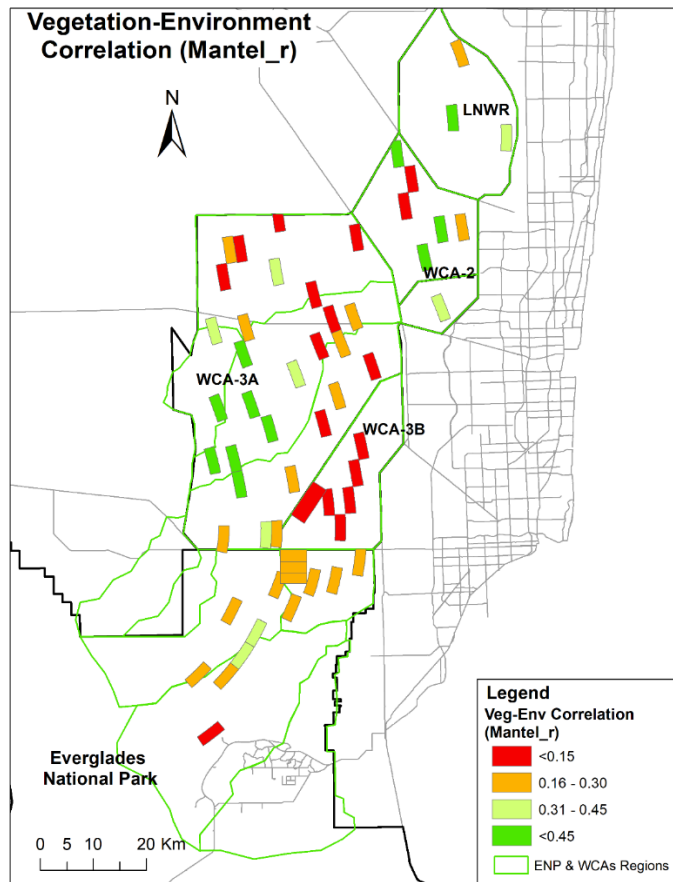 Vegetation-Environment
Correlation (Mantel_r)
N
LNWR
WCA-2
WCA-3A
WCA-3B
Everglades
National Park
0 5 10 20 Km
Legend
Veg-Env Correlation
(Mantel_r)
<0.15
0.16 - 0.30
0.31 - 0.45
<0.45
ENP & WCAs Regions